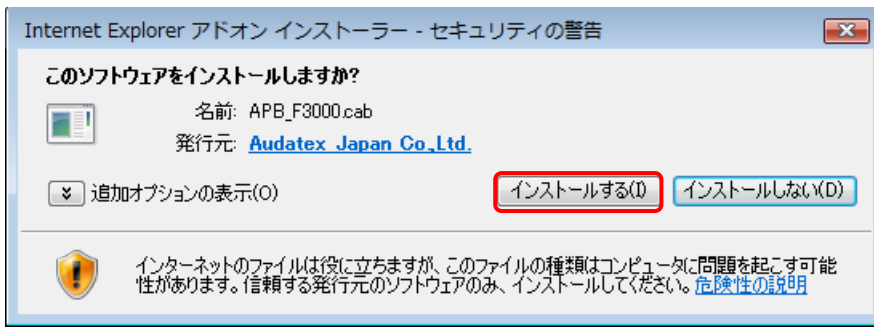 Internet Explorer アドオン インストーラー - セキュリティの警告
このソフトウェアをインストールしますか?
名前: APB_F3000.cab
発行元: Audatex Japan Co.,Ltd.
追加オプションの表示(O) インストールする(I) インストールしない(D)
インターネットのファイルは役に立ちますが、このファイルの種類はコンピュータに問題を起こす可能
性があります。信頼する発行元のソフトウェアのみ、インストールしてください。危険性の説明